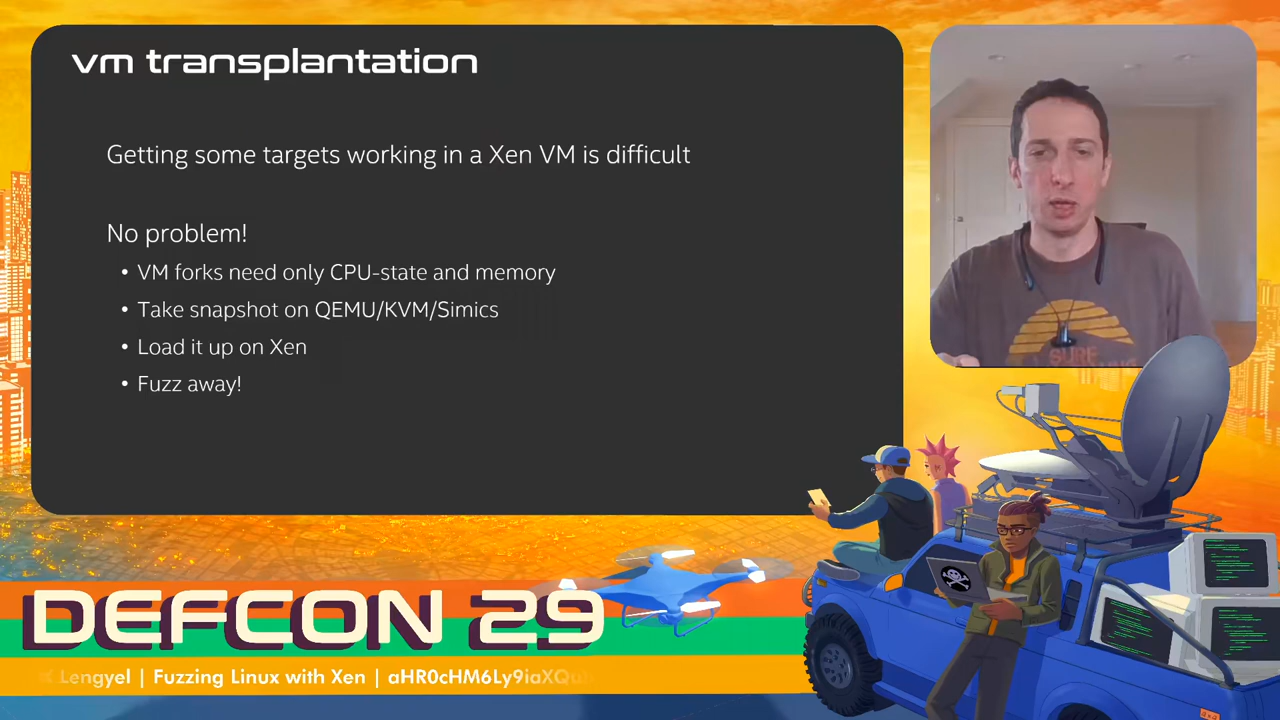 vm transplantation
Getting some targets working in a Xen VM is difficult
No problem!
• VM forks need only CPU-state and memory
• Take snapshot on QEMU/KVM/Simics
• Load it up on Xen
• Fuzz away!
SURF
DEFCON 29
Lengyel | Fuzzing Linux with Xen | aHR0cHM6Ly9iaXQu